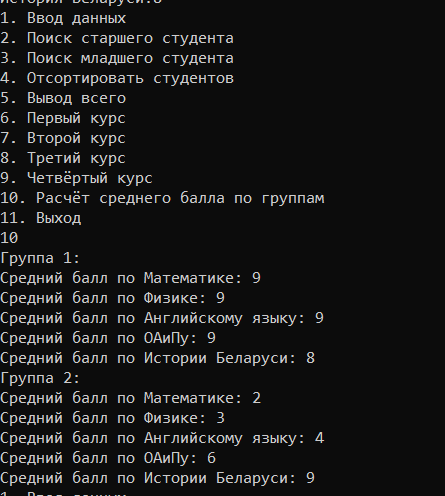 История Беларуси:8
1. Ввод данных
2. Поиск старшего студента
3. Поиск младшего студента
4. Отсортировать студентов
5. Вывод всего
6. Первый курс
7. Второй курс
8. Третий курс
9. Четвёртый курс
10. Расчёт среднего балла по группам
11. Выход
10
Группа 1:
Средний балл по Математике: 9
Средний балл по Физике: 9
Средний балл по Английскому языку: 9
Средний балл по ОАиПу: 9
Средний балл по Истории Беларуси: 8
Группа 2:
Средний балл по Математике: 2
Средний балл по Физике: 3
Средний балл по Английскому языку: 4
Средний балл по ОАиПу: 6
Средний балл по Истории Беларуси: 9
1. Ввод данных